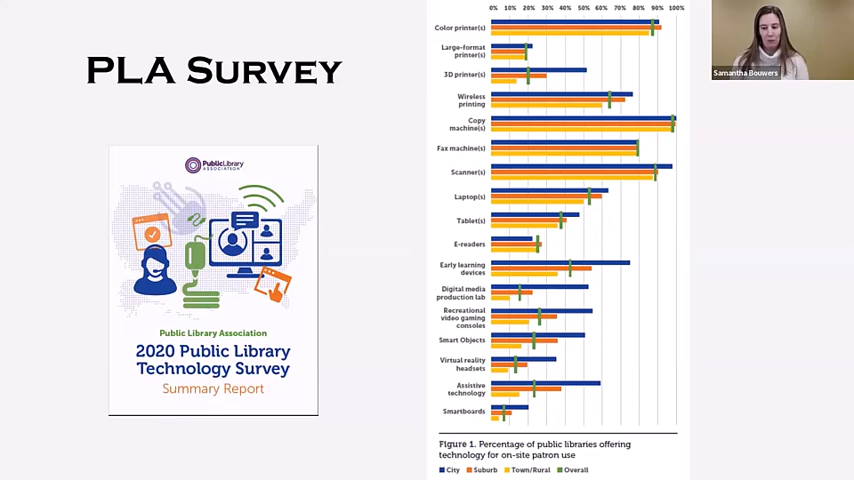 PLA SURVEY
PublicLibrary
ASSOCIATION
Public Library Association
2020 Public Library
Technology Survey
Summary Report
0% 10% 20% 30% 40% 50% 60% 70% 80% 90% 100%
Color printer(s)
Large-format
printer(s)
3D printer(s)
Wireless
printing
Copy
machine(s)
Fax machine(s)
Scanner(s)
Laptop(s)
Tablet(s)
E-readers
Early learning
devices
Digital media
production lab
Recreational
video gaming
consoles
Smart Objects
Virtual reality
headsets
Assistive
technology
Smartboards
Figure 1. Percentage of public libraries offering
technology for on-site patron use
City Suburb Town/Rural Overall
Samantha Bouwers